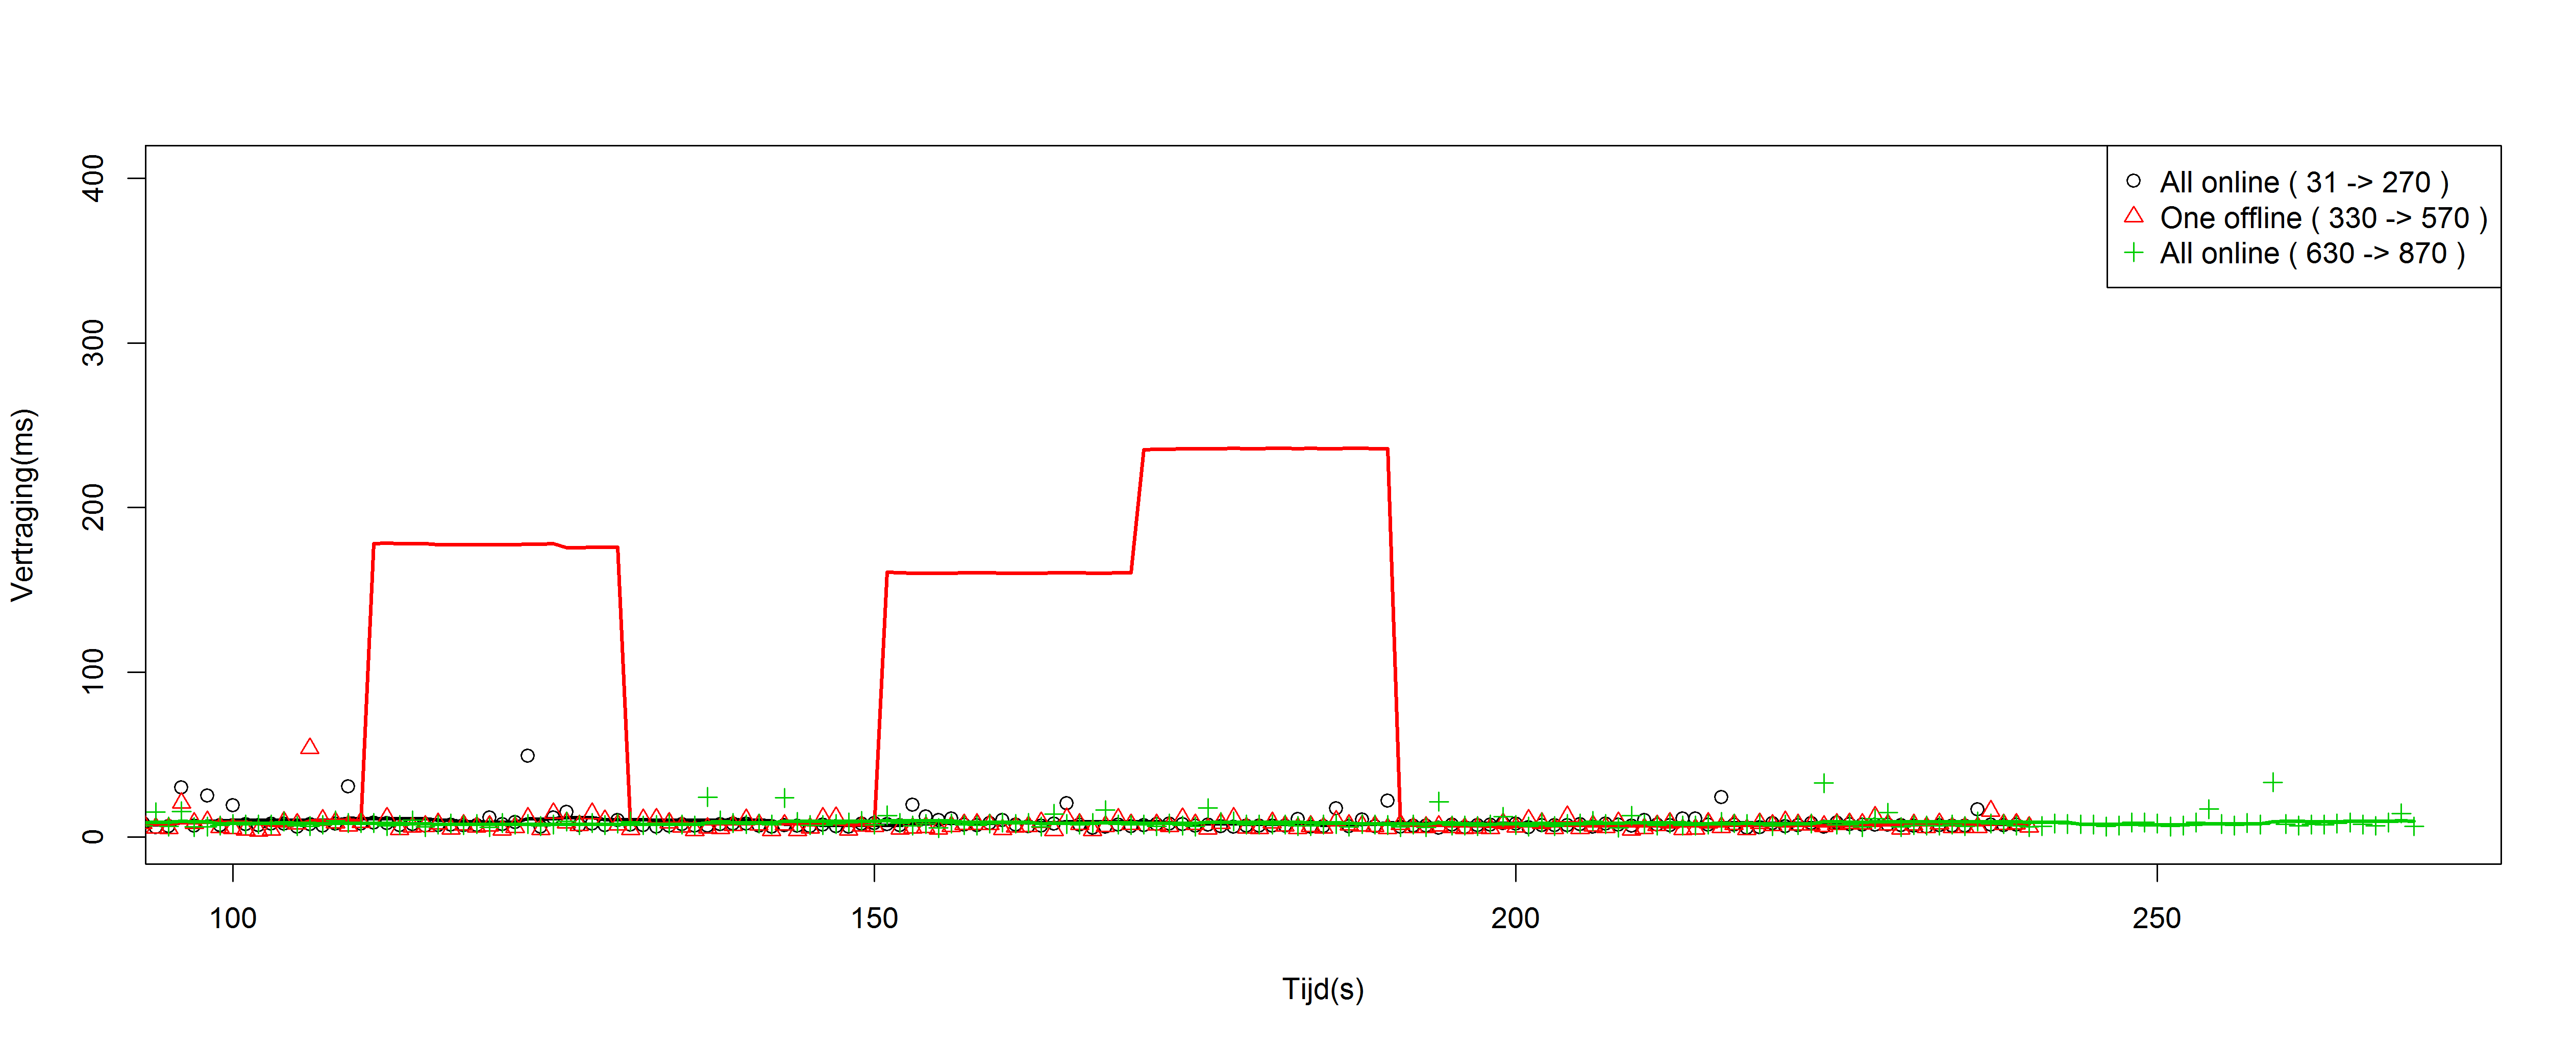 400
300
200
100
0
Vertraging(ms)
All online ( 31 -> 270 )
One offline ( 330 -> 570 )
All online ( 630 -> 870 )
100
150
200
250
Tijd(s)